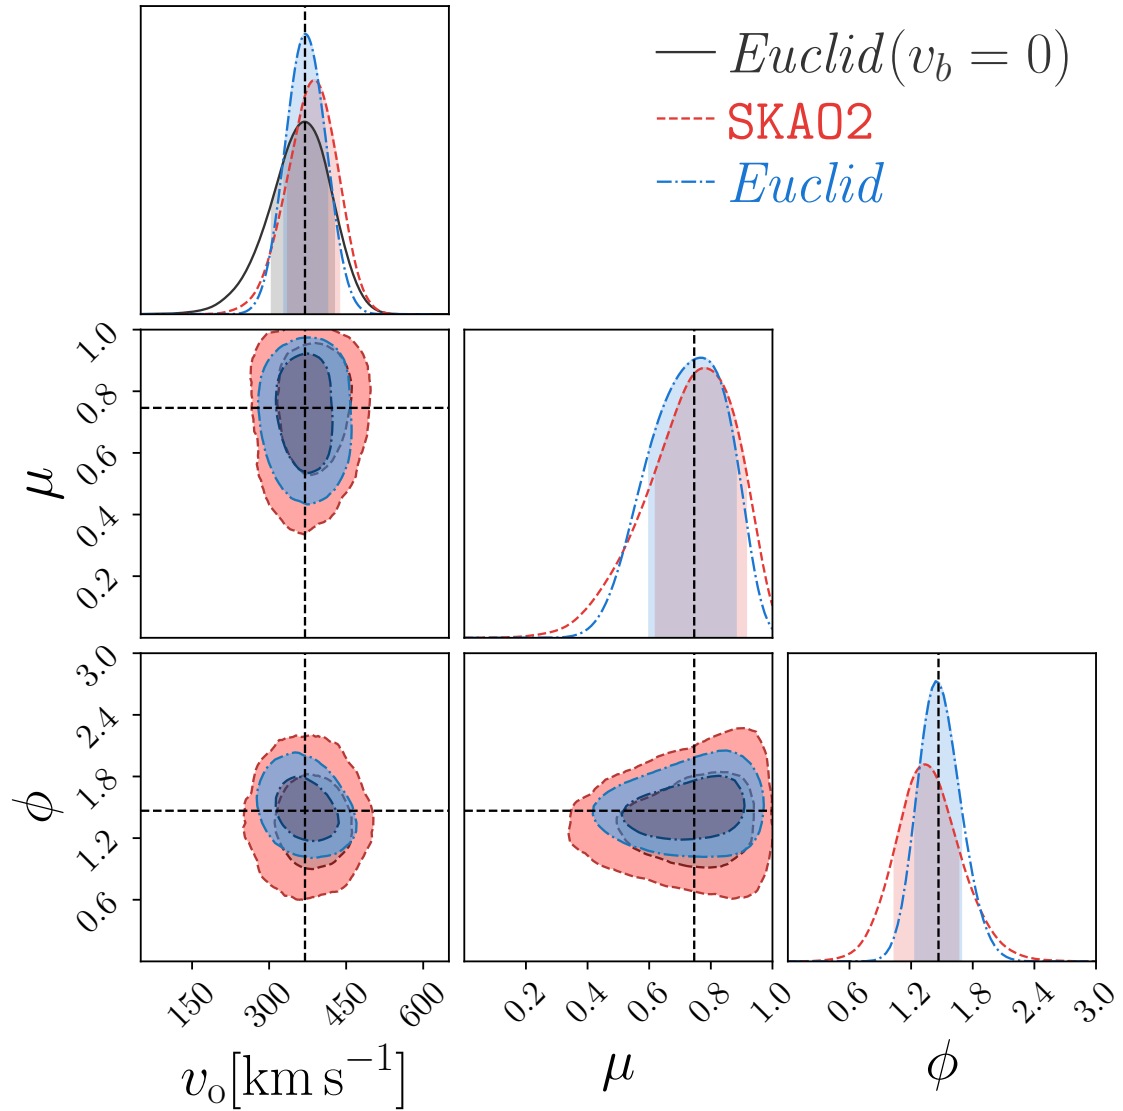 Euclid(v_b = 0)
SKAO2
Euclid
μ
1.0
0.8
0.6
0.4
0.2
ϕ
3.0
2.4
1.8
1.2
0.6
150 300 450 600
0.2 0.4 0.6 0.8 1.0
0.6 1.2 1.8 2.4 3.0
v_o[km s⁻¹]
μ
ϕ